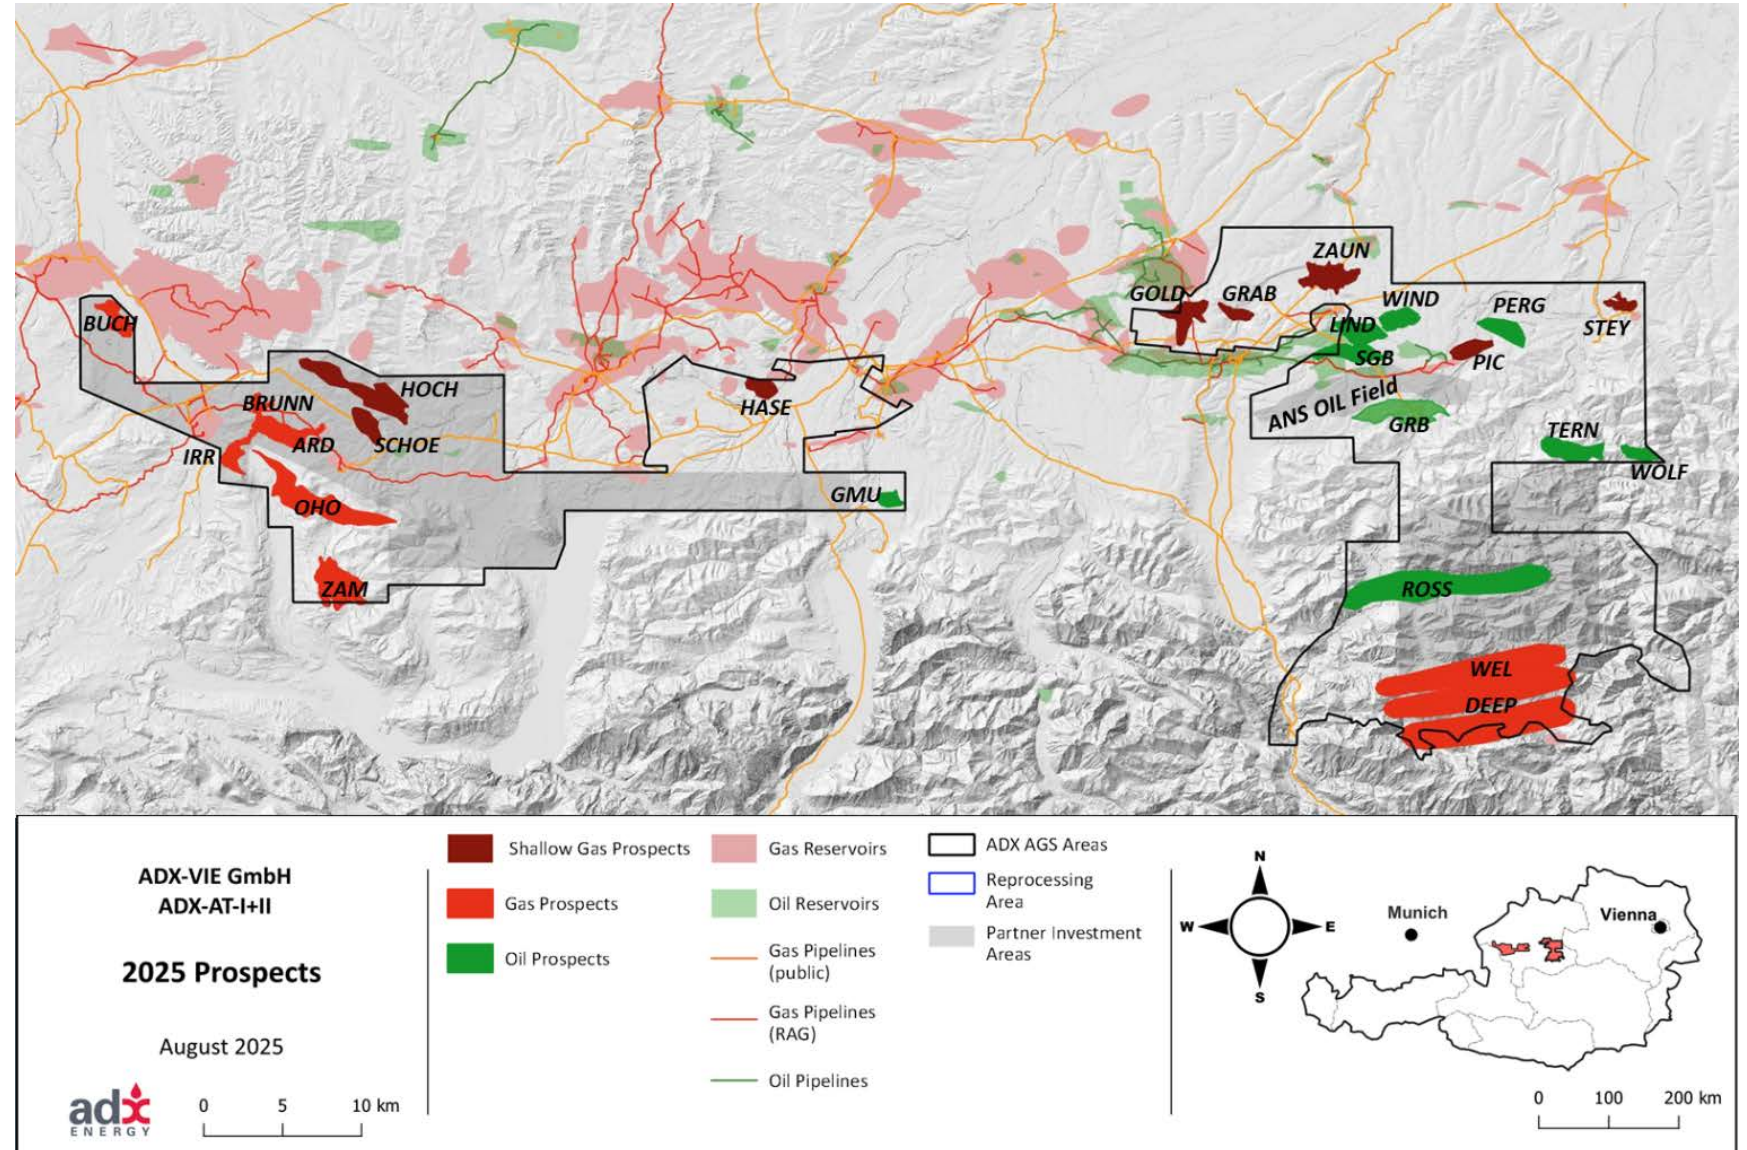 ZAUN
GOLD
GRAB
WIND
PERG
BUCH
LIND
STEY
SGB
PIC
HOCH
HASE
BRUNN
ANS OIL Field
GRB
ARD
SCHOE
TERN
IRR
WOLF
GMU
OHO
ZAM
ROSS
WEL
DEEP
ADX-VIE GmbH
ADX-AT-I+II
2025 Prospects
August 2025
adx
ENERGY
0 5 10 km
Shallow Gas Prospects
Gas Prospects
Oil Prospects
Gas Reservoirs
Oil Reservoirs
Gas Pipelines
(public)
Gas Pipelines
(RAG)
Oil Pipelines
ADX AGS Areas
Reprocessing
Area
Partner Investment
Areas
N
W E
S
Munich
Vienna
0 100 200 km